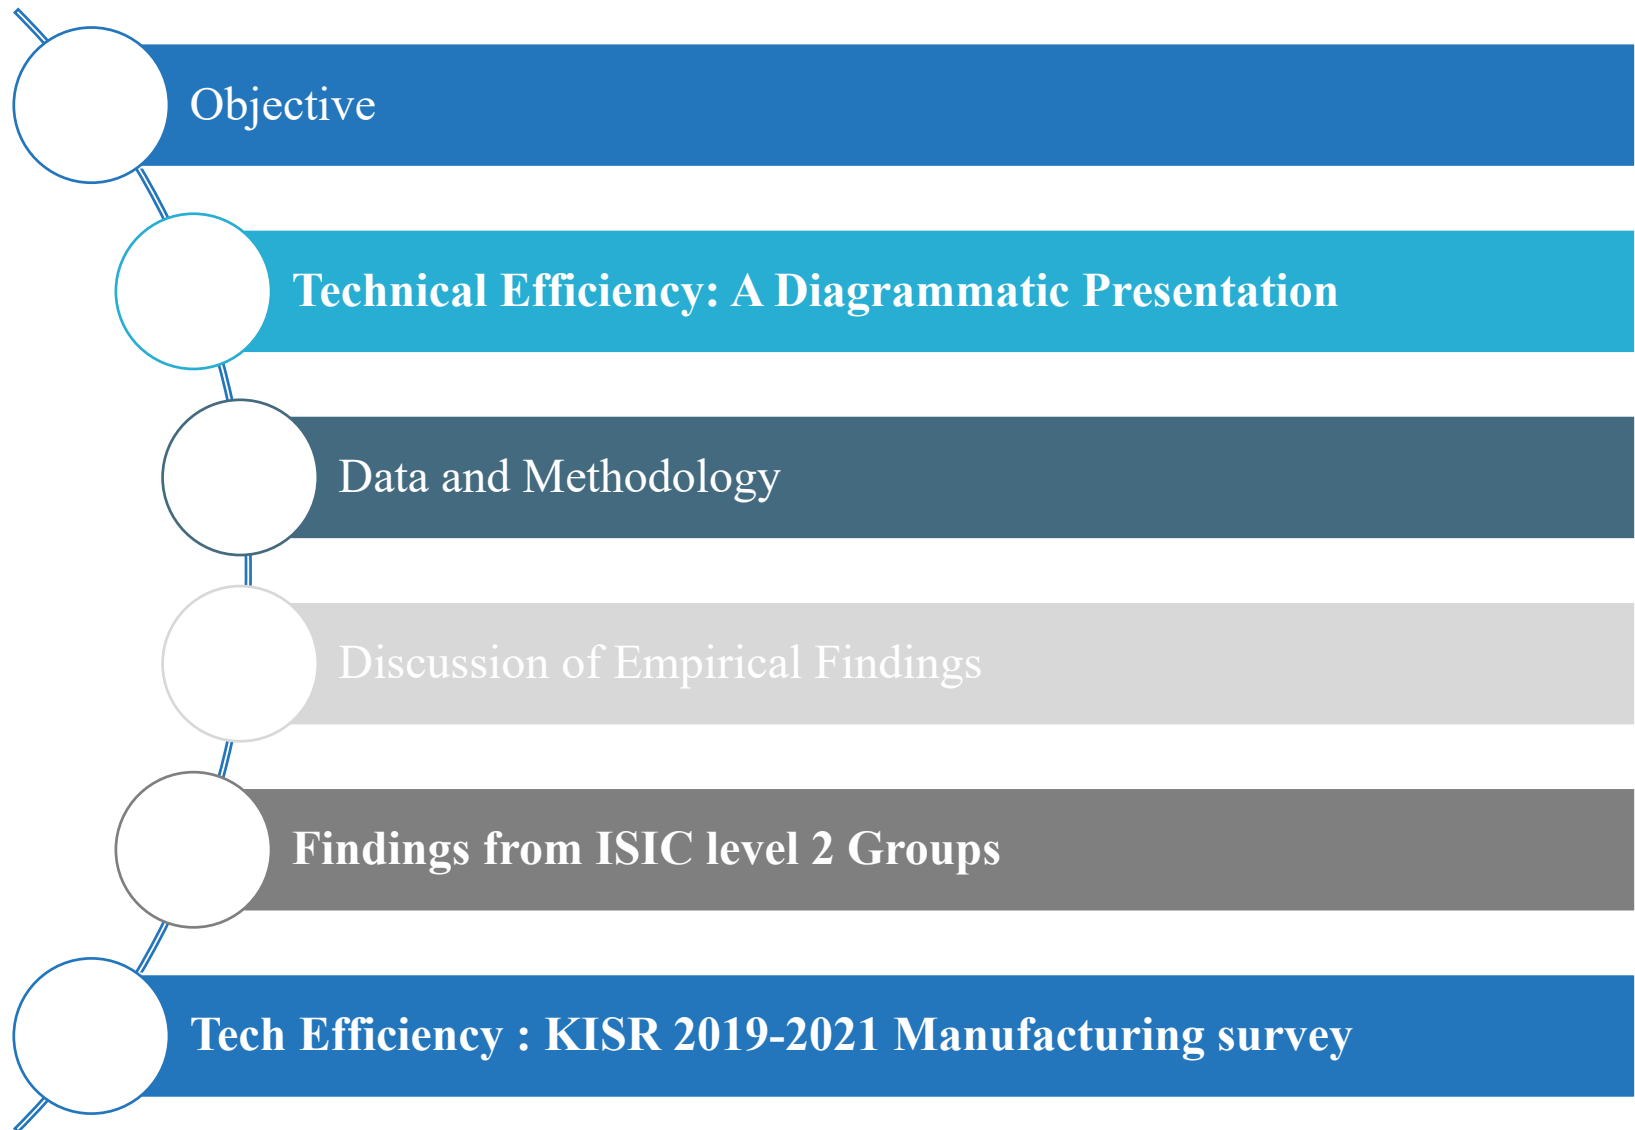 Objective
Technical Efficiency: A Diagrammatic Presentation
Data and Methodology
Discussion of Empirical Findings
Findings from ISIC level 2 Groups
Tech Efficiency : KISR 2019-2021 Manufacturing survey